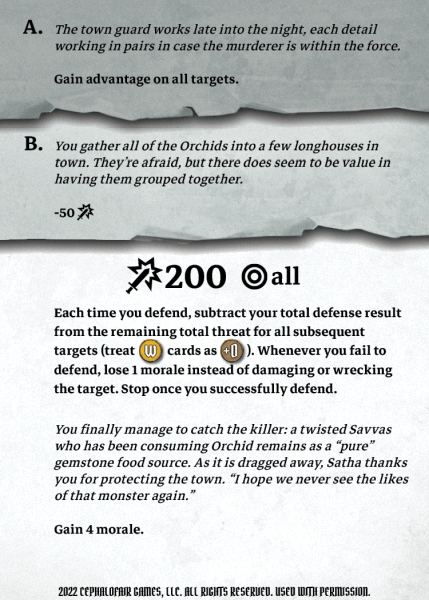 A. The town guard works late into the night, each detail
working in pairs in case the murderer is within the force.
Gain advantage on all targets.
B. You gather all of the Orchids into a few longhouses in
town. They’re afraid, but there does seem to be value in
having them grouped together.
-50
200 all
Each time you defend, subtract your total defense result
from the remaining total threat for all subsequent
targets (treat W cards as +0). Whenever you fail to
defend, lose 1 morale instead of damaging or wrecking
the target. Stop once you successfully defend.
You finally manage to catch the killer: a twisted Savvas
who has been consuming Orchid remains as a “pure”
gemstone food source. As it is dragged away, Satha thanks
you for protecting the town. “I hope we never see the likes
of that monster again.”
Gain 4 morale.
2022 CEPHALOFAIR GAMES, LLC. ALL RIGHTS RESERVED. USED WITH PERMISSION.